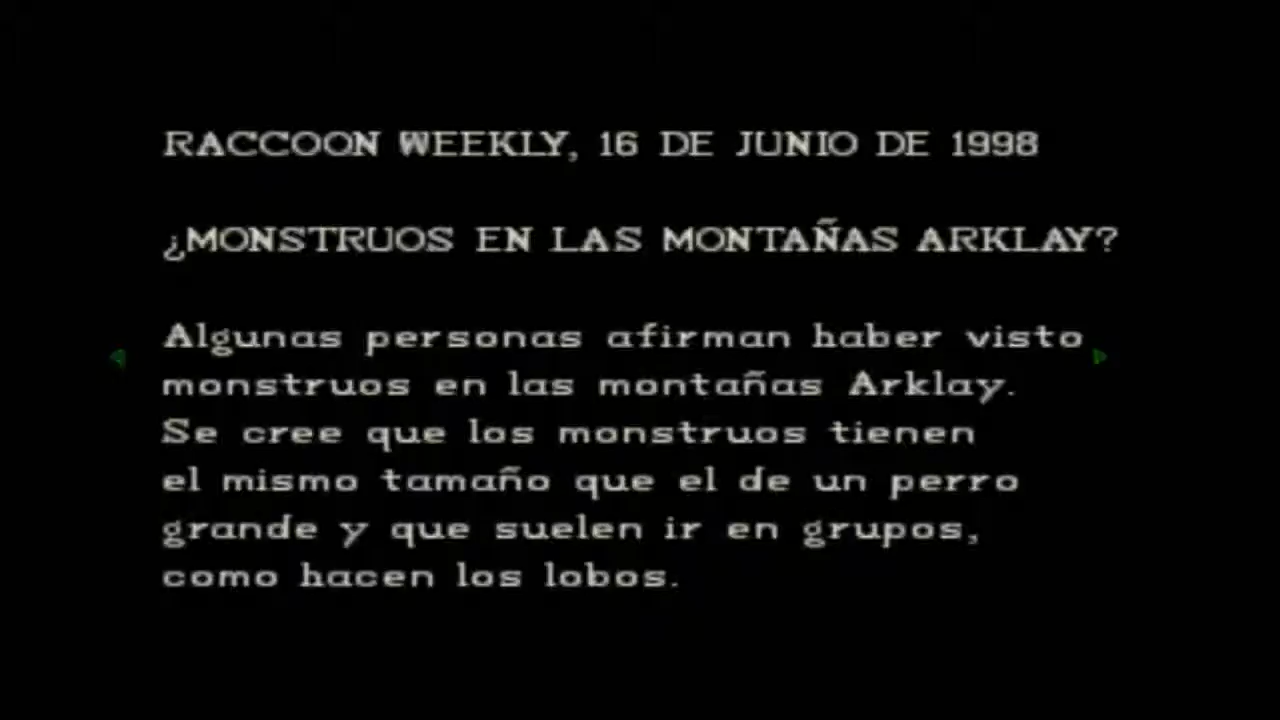 RACCOON WEEKLY, 16 DE JUNIO DE 1998
¿MONSTRUOS EN LAS MONTAÑAS ARKLAY?
Algunas personas afirman haber visto
monstruos en las montañas Arklay.
Se cree que los monstruos tienen
el mismo tamaño que el de un perro
grande y que suelen ir en grupos,
como hacen los lobos.